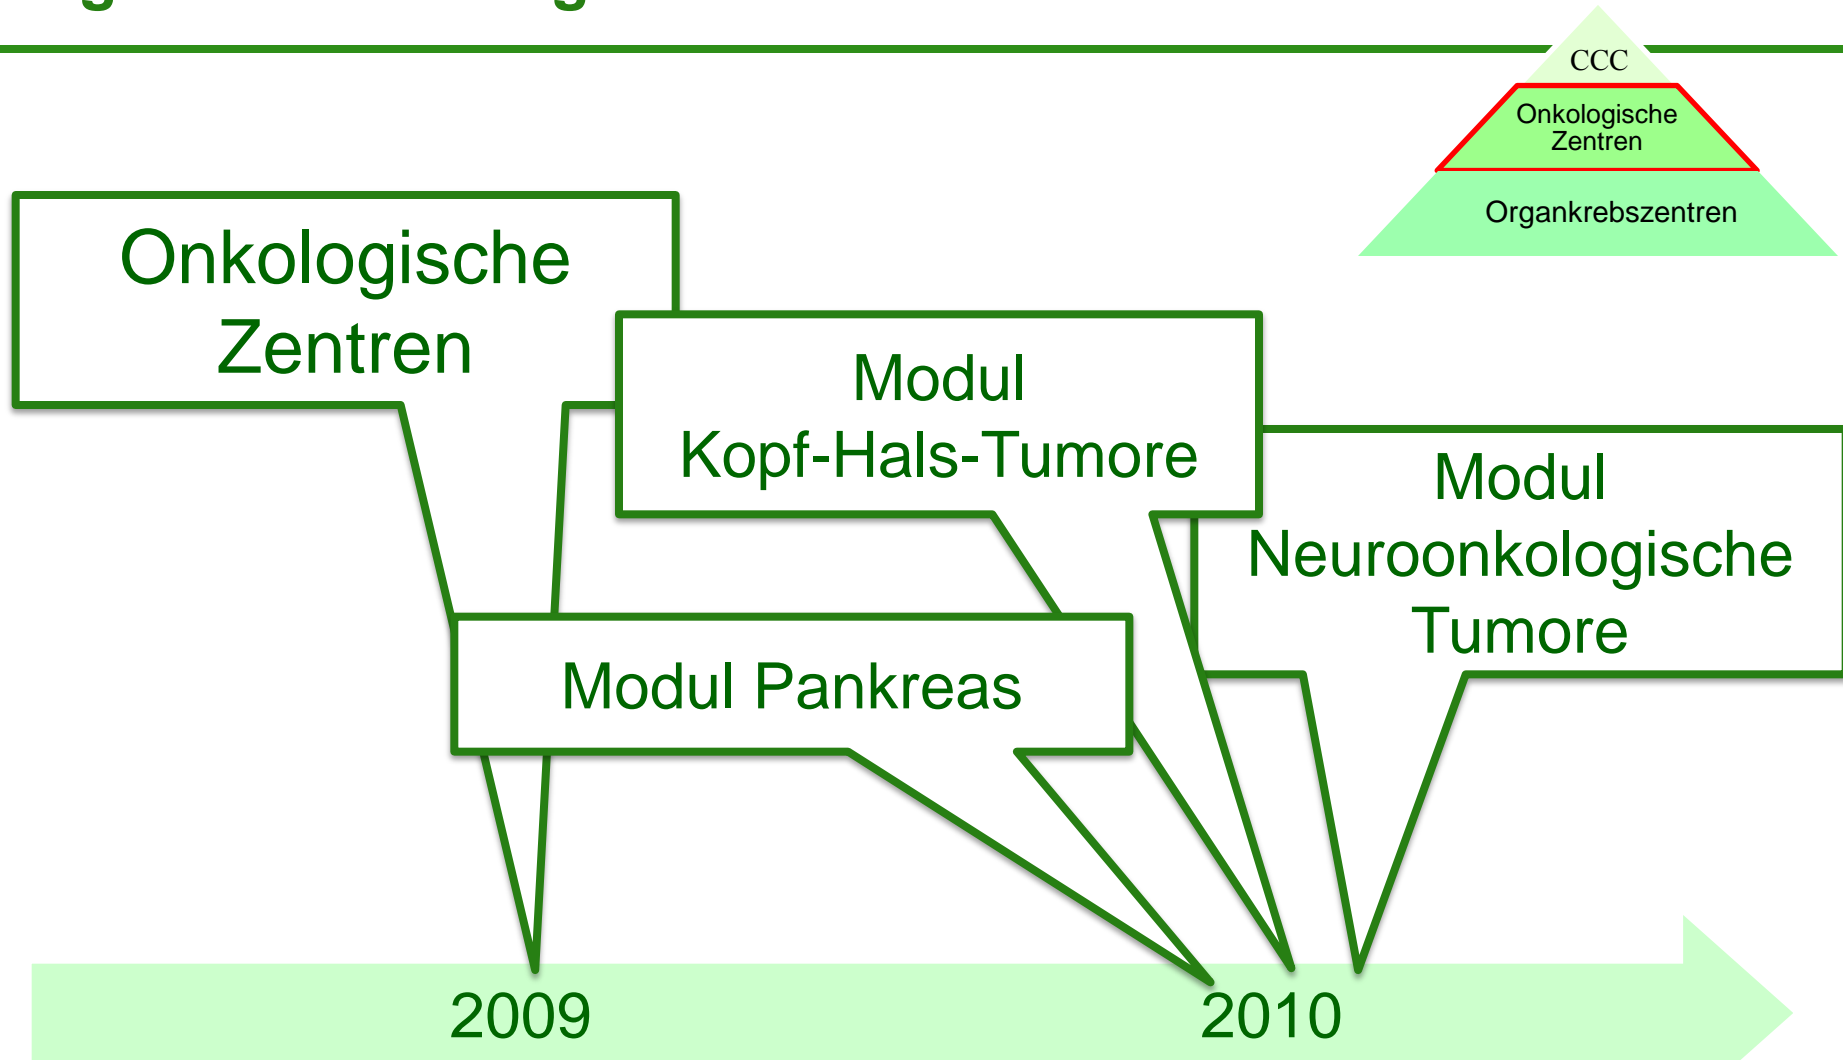 CCC
Onkologische
Zentren
Organkrebszentren
Onkologische
Zentren
Modul
Kopf-Hals-Tumore
Modul
Neuroonkologische
Tumore
Modul Pankreas
2009
2010